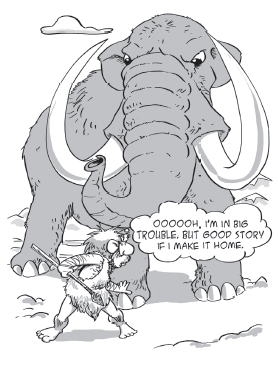 OOOOOH, I'M IN BIG
TROUBLE. BUT GOOD STORY
IF I MAKE IT HOME.